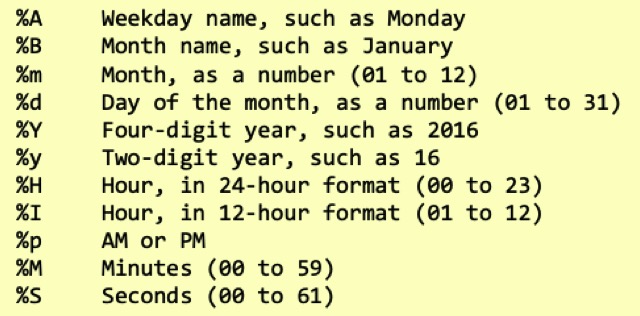 %A Weekday name, such as Monday
%B Month name, such as January
%m Month, as a number (01 to 12)
%d Day of the month, as a number (01 to 31)
%Y Four-digit year, such as 2016
%y Two-digit year, such as 16
%H Hour, in 24-hour format (00 to 23)
%I Hour, in 12-hour format (01 to 12)
%p AM or PM
%M Minutes (00 to 59)
%S Seconds (00 to 61)